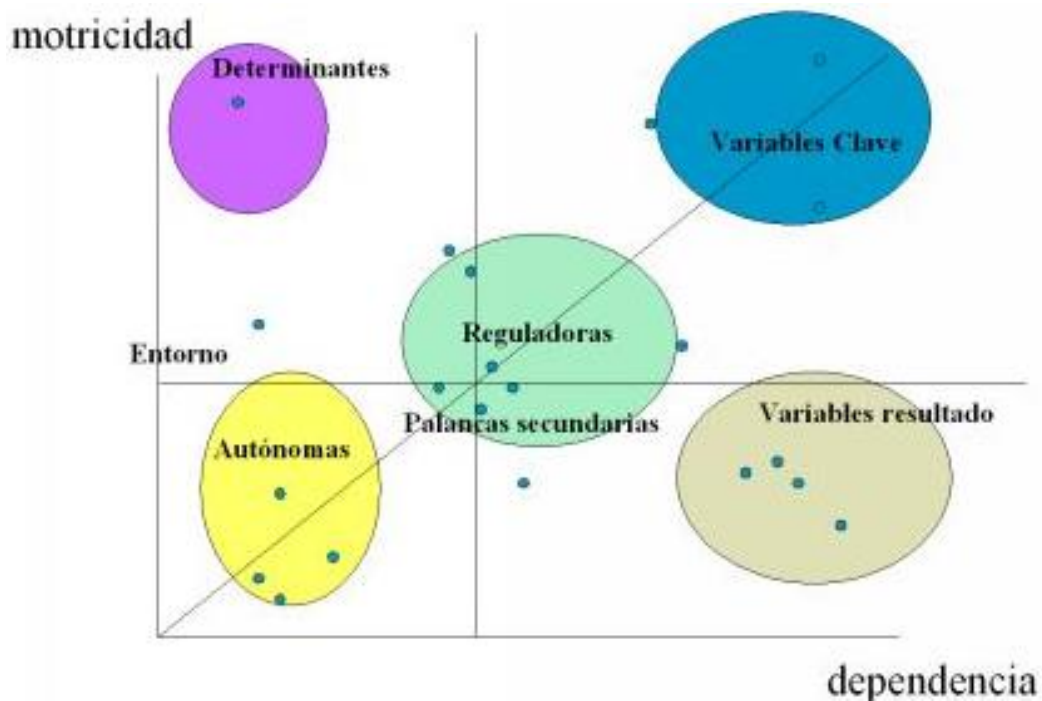 motricidad
Determinantes
Variables Clave
Reguladoras
Entorno
Palancas secundarias
Variables resultado
Autónomas
dependencia